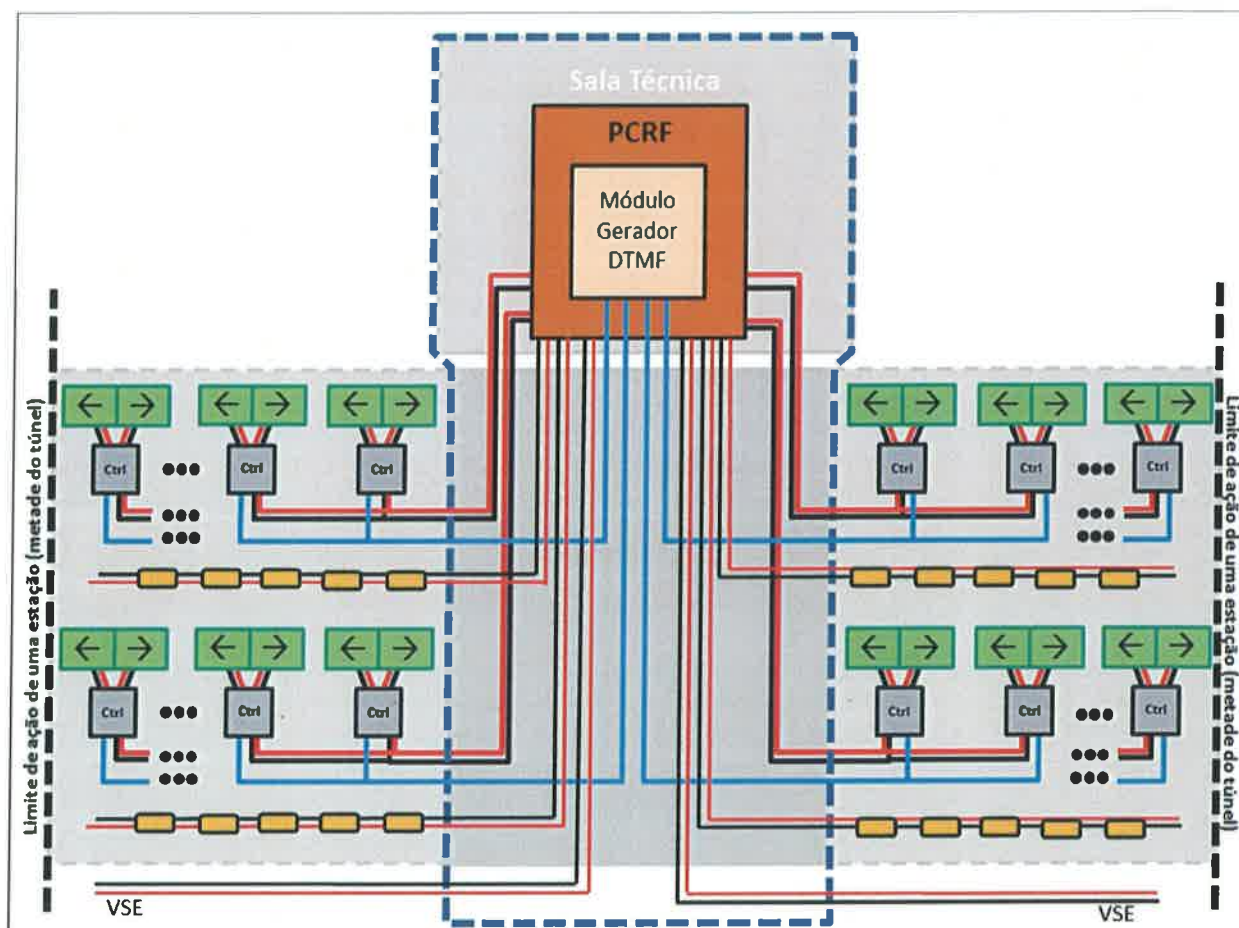 Sala Técnica
PCRF
Módulo
Gerador
DTMF
Limite de ação de uma estação (metade do túnel)
Limite de ação de uma estação (metade do túnel)
Ctrl
Ctrl
Ctrl
Ctrl
Ctrl
Ctrl
Ctrl
Ctrl
Ctrl
Ctrl
Ctrl
Ctrl
VSE
VSE